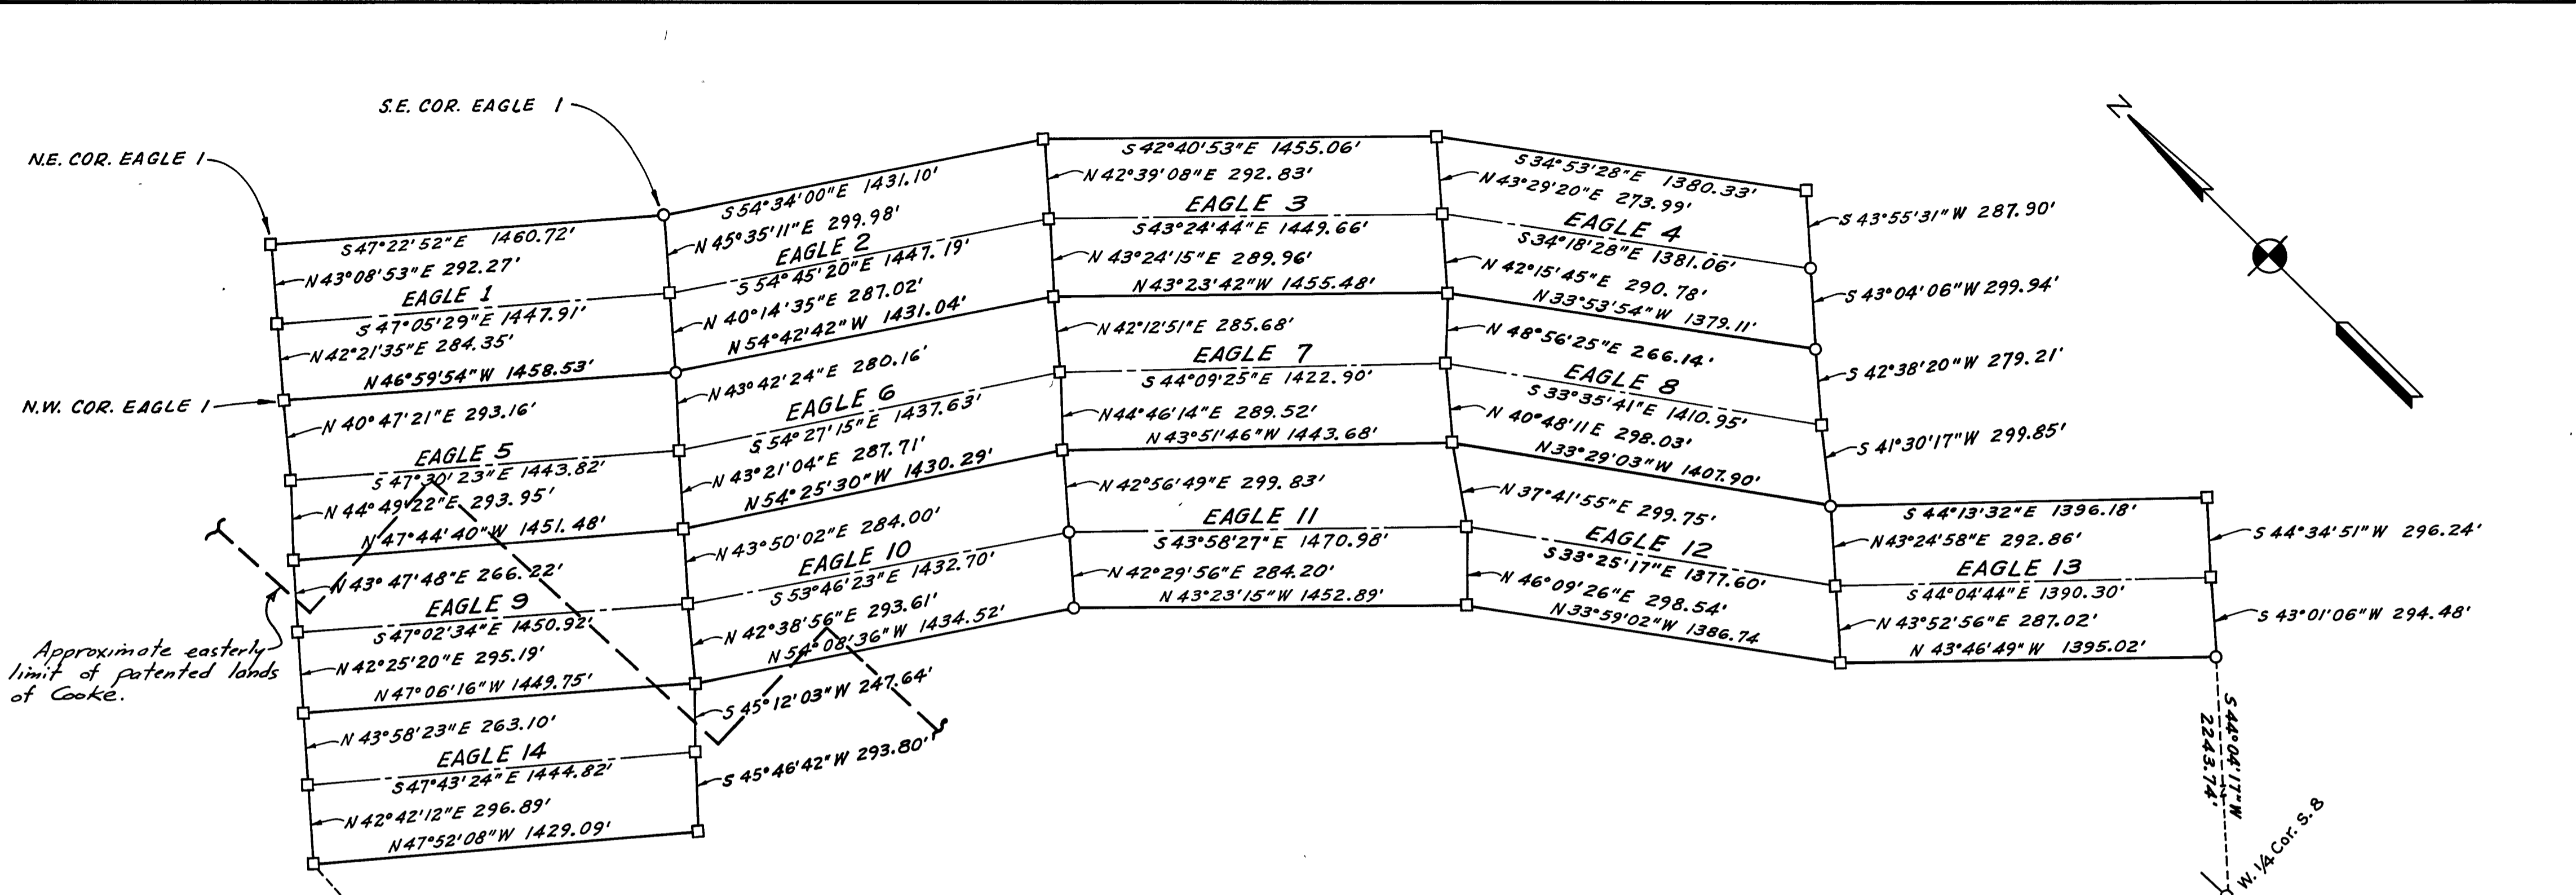 S.E. COR. EAGLE 1
N.E. COR. EAGLE 1
N.W. COR. EAGLE 1
N
S 47°22'52"E 1460.72'
N 43°08'53"E 292.27'
EAGLE 1
S 47°05'29"E 1447.91'
N 42°21'35"E 284.35'
N 46°59'54"W 1458.53'
N 40°47'21"E 293.16'
EAGLE 5
S 47°30'23"E 1443.82'
N 44°49'22"E 293.95'
N 47°44'40"W 1451.48'
N 43°47'48"E 266.22'
EAGLE 9
S 47°02'34"E 1450.92'
N 42°25'20"E 295.19'
N 47°06'16"W 1449.75'
N 43°58'23"E 263.10'
EAGLE 14
S 47°43'24"E 1444.82'
N 42°42'12"E 296.89'
N 47°52'08"W 1429.09'
Approximate easterly
limit of patented lands
of Cooke.
S 54°34'00"E 1431.10'
N 45°35'11"E 299.98'
EAGLE 2
S 54°45'20"E 1447.19'
N 40°14'35"E 287.02'
N 54°42'42"W 1431.04'
N 43°42'24"E 280.16'
EAGLE 6
S 54°27'15"E 1437.63'
N 43°21'04"E 287.71'
N 54°25'30"W 1430.29'
N 43°50'02"E 284.00'
EAGLE 10
S 53°46'23"E 1432.70'
N 42°38'56"E 293.61'
N 54°08'36"W 1434.52'
S 45°12'03"W 247.64'
S 45°46'42"W 293.80'
S 42°40'53"E 1455.06'
N 42°39'08"E 292.83'
EAGLE 3
S 43°24'44"E 1449.66'
N 43°24'15"E 289.96'
N 43°23'42"W 1455.48'
N 42°12'51"E 285.68'
EAGLE 7
S 44°09'25"E 1422.90'
N 44°46'14"E 289.52'
N 43°51'46"W 1443.68'
N 42°56'49"E 299.83'
EAGLE 11
S 43°58'27"E 1470.98'
N 42°29'56"E 284.20'
N 43°23'15"W 1452.89'
S 34°53'28"E 1380.33'
N 43°29'20"E 273.99'
EAGLE 4
S 34°18'28"E 1381.06'
N 42°15'45"E 290.78'
N 33°53'54"W 1379.11'
N 48°56'25"E 266.14'
EAGLE 8
S 33°35'41"E 1410.95'
N 40°48'11"E 298.03'
N 33°29'03"W 1407.90'
N 37°41'55"E 299.75'
EAGLE 12
S 33°25'17"E 1377.60'
N 46°09'26"E 298.54'
N 33°59'02"W 1386.74
S 43°55'31"W 287.90'
S 43°04'06"W 299.94'
S 42°38'20"W 279.21'
S 41°30'17"W 299.85'
S 44°13'32"E 1396.18'
N 43°24'58"E 292.86'
EAGLE 13
S 44°04'44"E 1390.30'
N 43°52'56"E 287.02'
N 43°46'49"W 1395.02'
S 44°34'51"W 296.24'
S 43°01'06"W 294.48'
S 44°04'17"W
2243.74'
W. 1/4 Cor. S. 8